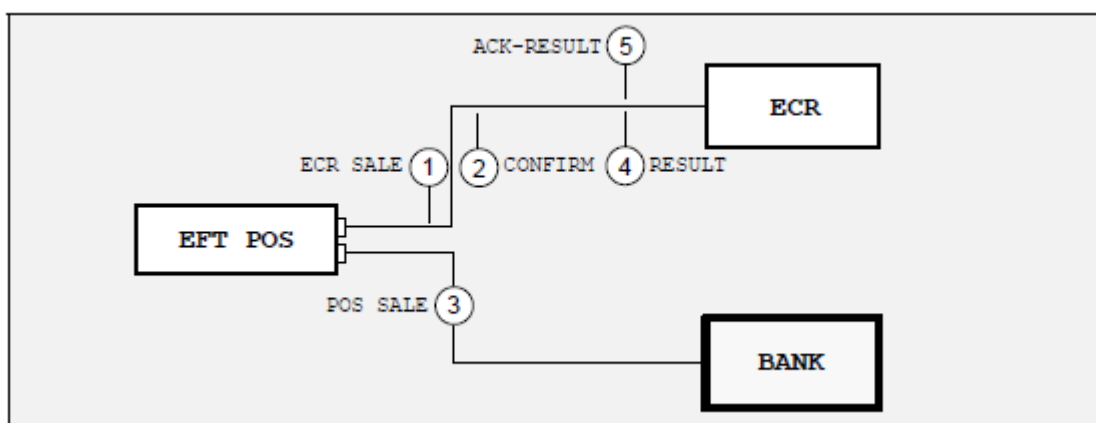 ACK-RESULT 5
ECR
ECR SALE 1 2 CONFIRM 4 RESULT
EFT POS
POS SALE 3
BANK